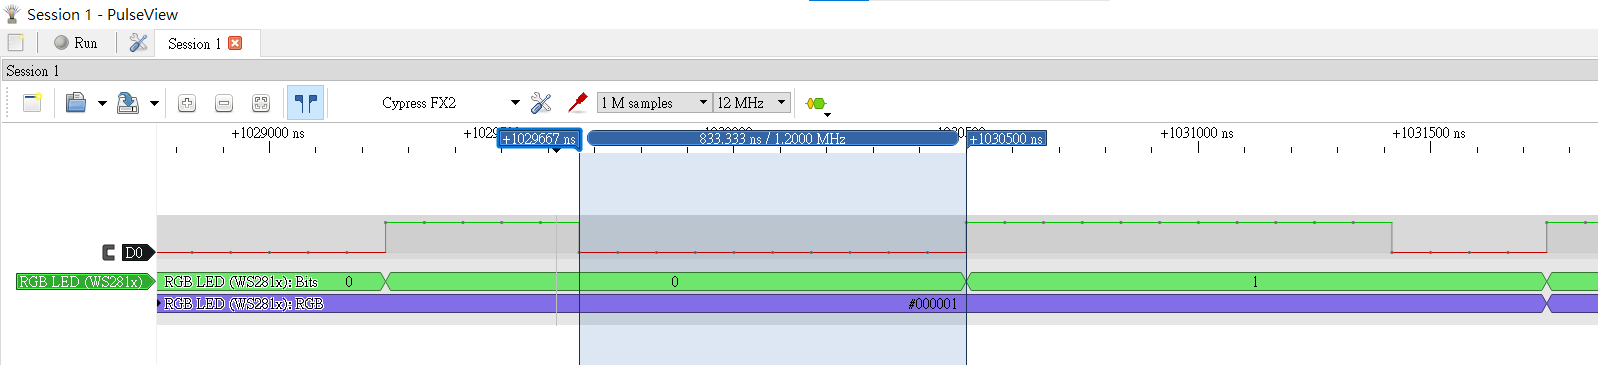 Session 1 - PulseView
Run Session 1
Session 1
Cypress FX2 1 M samples 12 MHz
+1029000 ns +1031000 ns +1031500 ns
+1029667 ns 833.333 ns / 1.2000 MHz +1030500 ns
D0
RGB LED (WS281x) RGB LED (WS281x): Bits 0 0 1
RGB LED (WS281x): RGB #000001